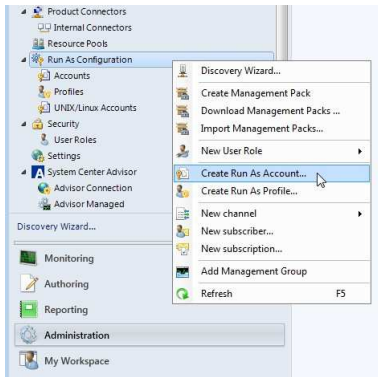 Product Connectors
Internal Connectors
Resource Pools
Run As Configuration
Accounts
Profiles
UNIX/Linux Accounts
Security
User Roles
Settings
System Center Advisor
Advisor Connection
Advisor Managed
Discovery Wizard...
Monitoring
Authoring
Reporting
Administration
My Workspace
Discovery Wizard...
Create Management Pack
Download Management Packs ...
Import Management Packs...
New User Role
Create Run As Account...
Create Run As Profile...
New channel
New subscriber...
New subscription...
Add Management Group
Refresh F5